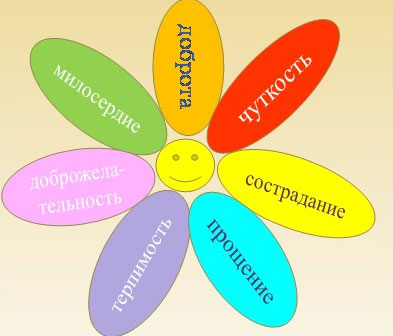 доброта
чуткость
сострадание
прощение
терпимость
доброжела-
тельность
милосердие